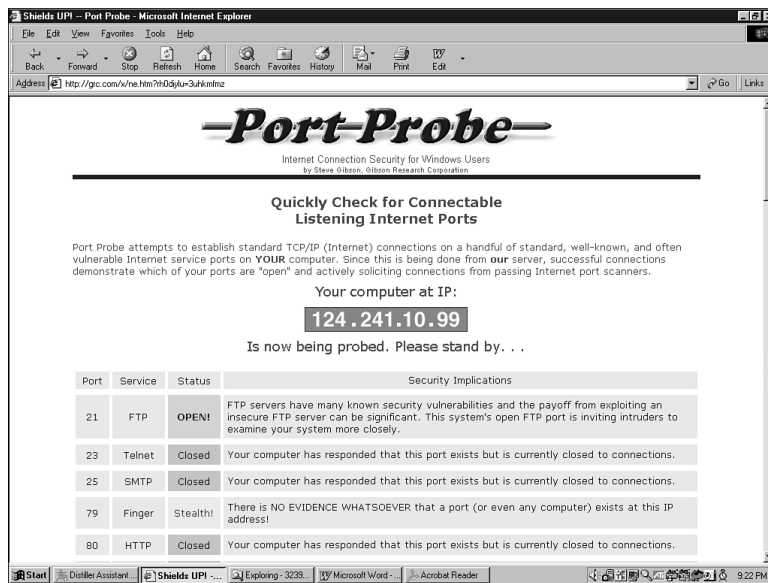 Shields UP! -- Port Probe - Microsoft Internet Explorer
File Edit View Favorites Tools Help
Back Forward Stop Refresh Home Search Favorites History Mail Print Edit
Address http://grc.com/x/ne.htm?rh0djylu=3uhkmfmz Go Links
Port Probe
Internet Connection Security for Windows Users
by Steve Gibson, Gibson Research Corporation
Quickly Check for Connectable
Listening Internet Ports
Port Probe attempts to establish standard TCP/IP (Internet) connections on a handful of standard, well-known, and often
vulnerable Internet service ports on YOUR computer. Since this is being done from our server, successful connections
demonstrate which of your ports are "open" and actively soliciting connections from passing Internet port scanners.
Your computer at IP:
124.241.10.99
Is now being probed. Please stand by. . .
Port Service Status Security Implications
21 FTP OPEN! FTP servers have many known security vulnerabilities and the payoff from exploiting an
insecure FTP server can be significant. This system's open FTP port is inviting intruders to
examine your system more closely.
23 Telnet Closed Your computer has responded that this port exists but is currently closed to connections.
25 SMTP Closed Your computer has responded that this port exists but is currently closed to connections.
79 Finger Stealth! There is NO EVIDENCE WHATSOEVER that a port (or even any computer) exists at this IP
address!
80 HTTP Closed Your computer has responded that this port exists but is currently closed to connections.
Start Distiller Assistant ... Shields UP! -... Exploring - 3239... Microsoft Word - ... Acrobat Reader 9:22 PM